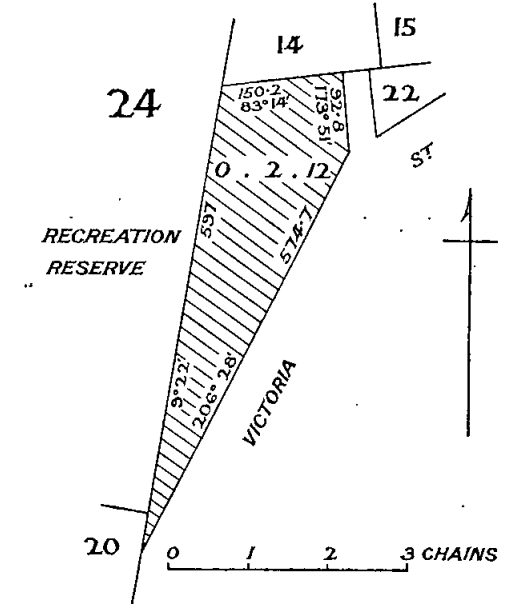 14
15
24
150·2
83°14'
92·8
173°51'
22
ST.
0 . 2 . 12
RECREATION
RESERVE
597
574·7
9°22'
206° 28'
VICTORIA
20
0 1 2 3 CHAINS